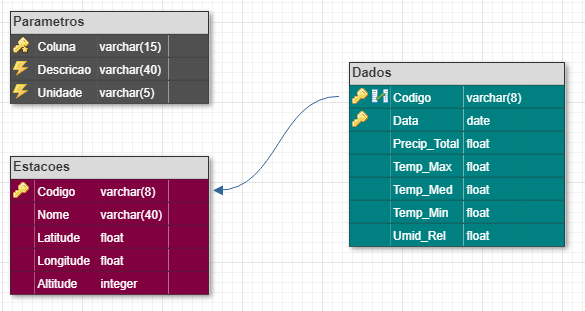 Parametros
Coluna varchar(15)
Descricao varchar(40)
Unidade varchar(5)
Estacoes
Codigo varchar(8)
Nome varchar(40)
Latitude float
Longitude float
Altitude integer
Dados
Codigo varchar(8)
Data date
Precip_Total float
Temp_Max float
Temp_Med float
Temp_Min float
Umid_Rel float